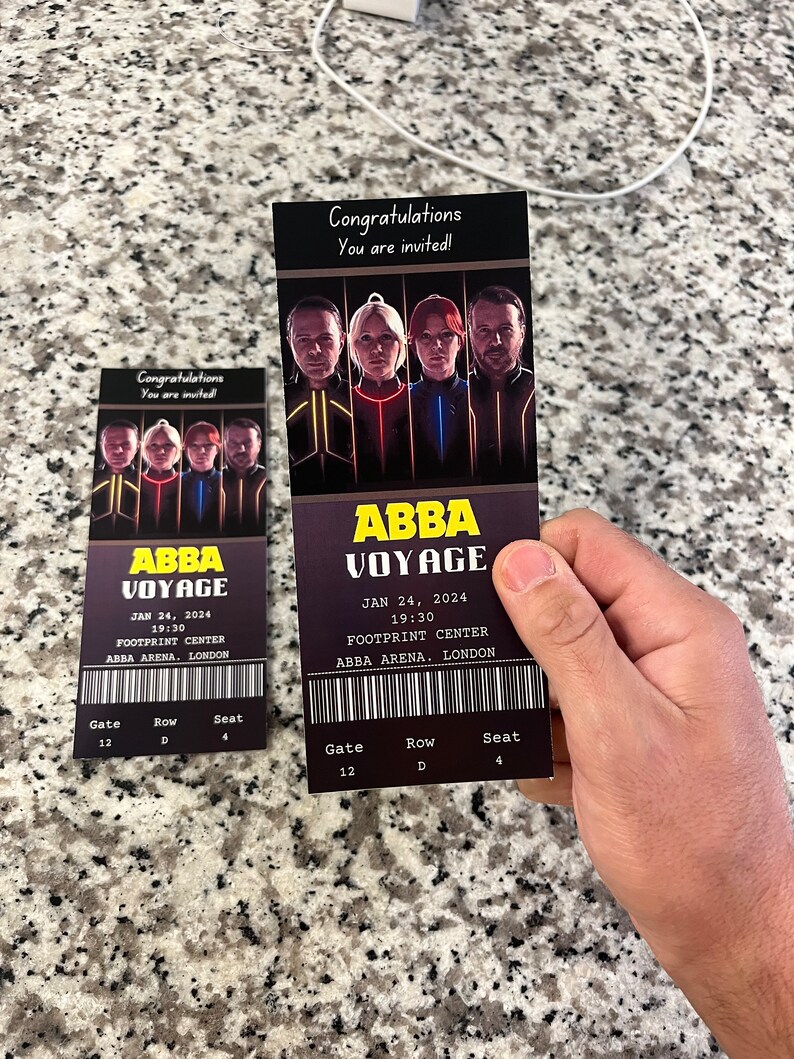 Congratulations
You are invited!
ABBA
VOYAGE
JAN 24, 2024
19:30
FOOTPRINT CENTER
ABBA ARENA. LONDON
Gate Row Seat
12 D 4
Congratulations
You are invited!
ABBA
VOYAGE
JAN 24, 2024
19:30
FOOTPRINT CENTER
ABBA ARENA. LONDON
Gate Row Seat
12 D 4